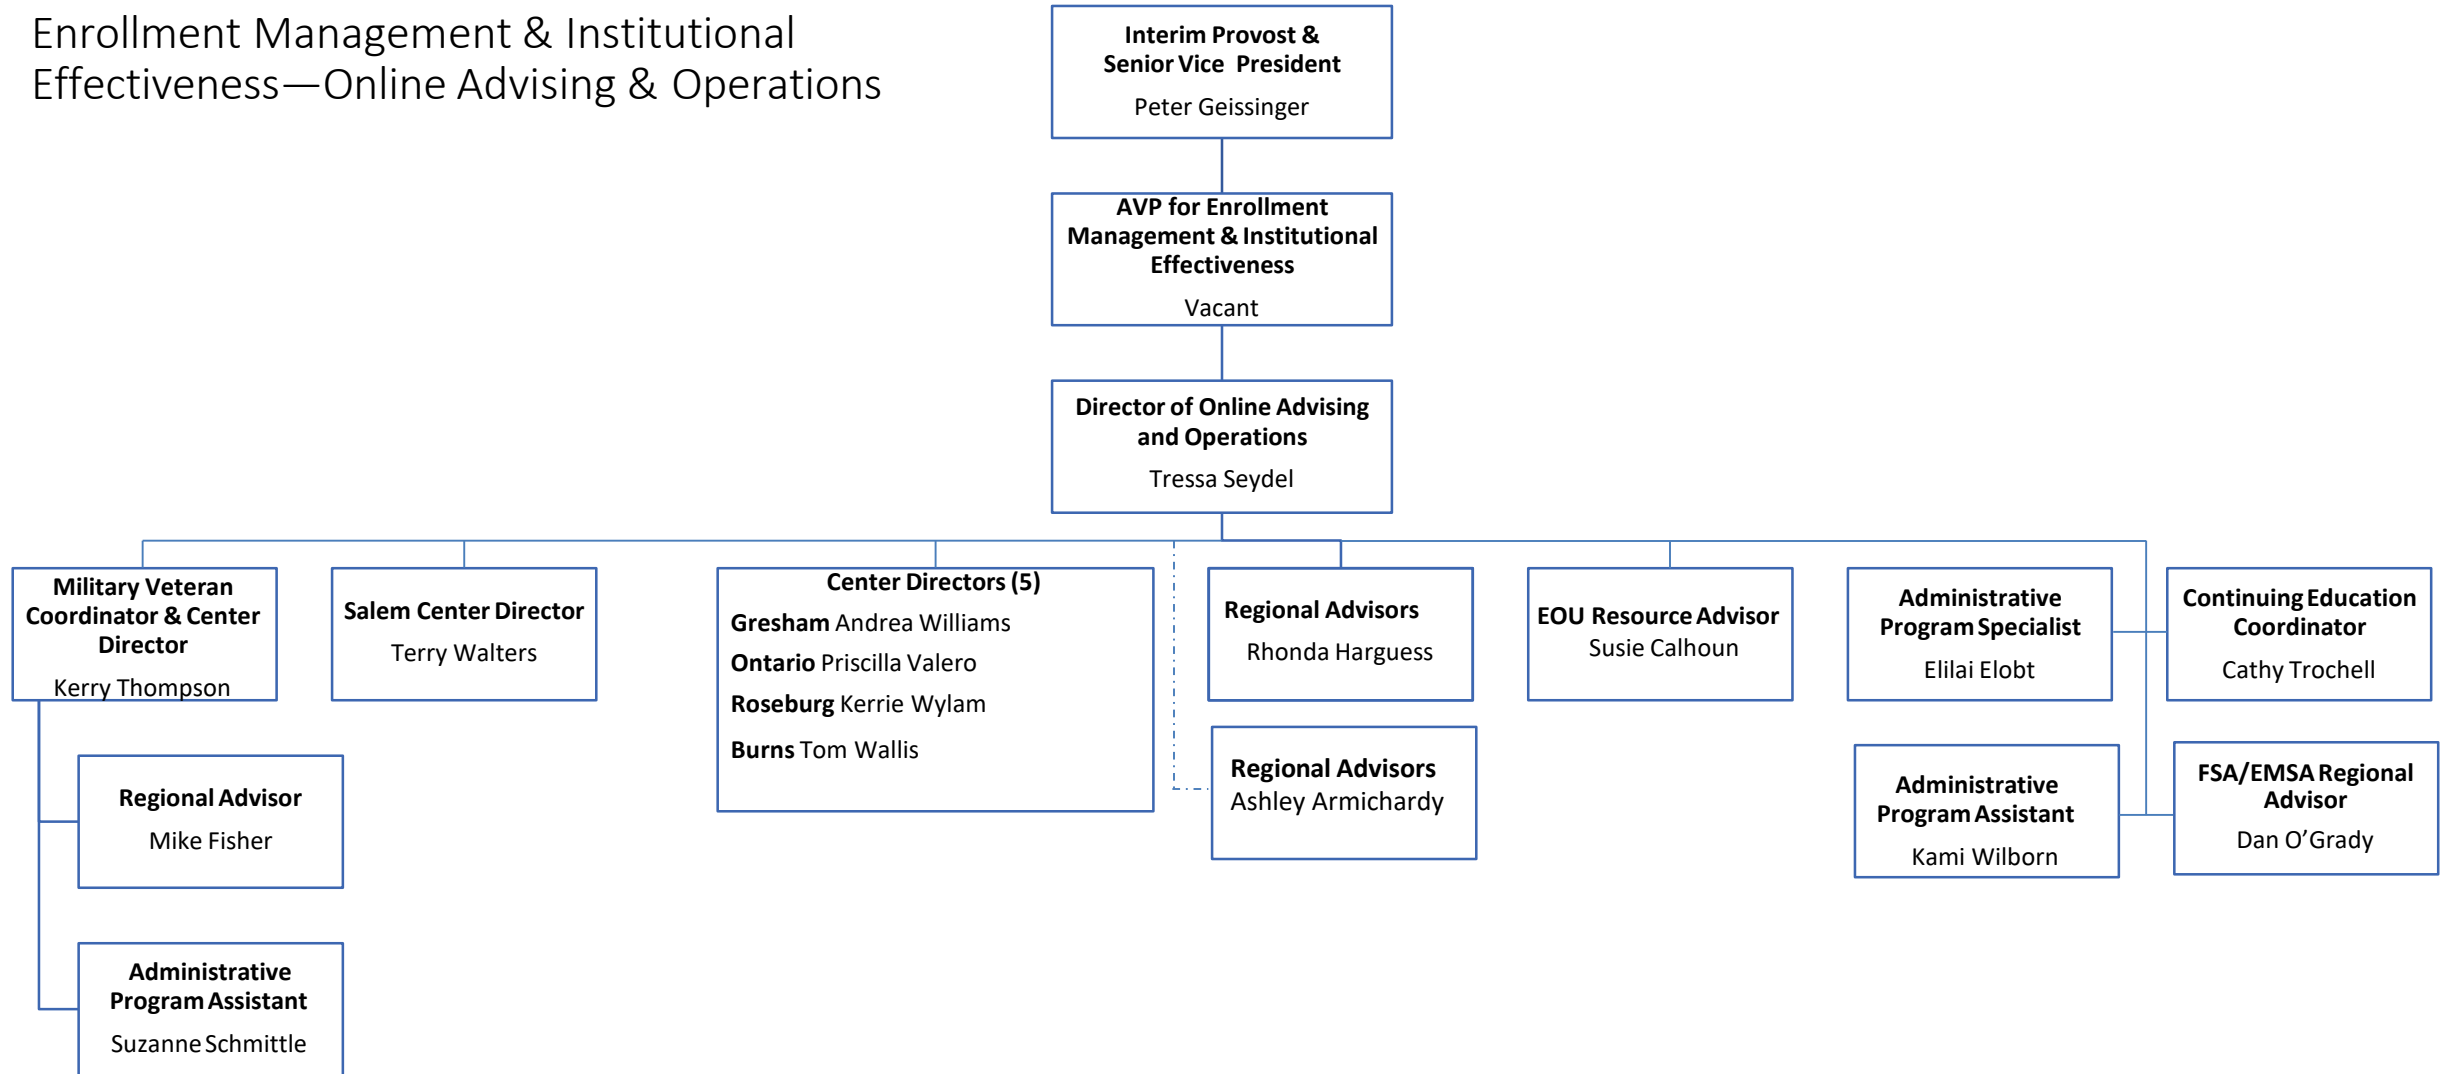 Enrollment Management & Institutional
Effectiveness—Online Advising & Operations
Interim Provost &
Senior Vice President
Peter Geissinger
AVP for Enrollment
Management & Institutional
Effectiveness
Vacant
Director of Online Advising
and Operations
Tressa Seydel
Military Veteran
Coordinator & Center
Director
Kerry Thompson
Regional Advisor
Mike Fisher
Administrative
Program Assistant
Suzanne Schmittle
Salem Center Director
Terry Walters
Center Directors (5)
Gresham Andrea Williams
Ontario Priscilla Valero
Roseburg Kerrie Wylam
Burns Tom Wallis
Regional Advisors
Rhonda Harguess
Regional Advisors
Ashley Armichardy
EOU Resource Advisor
Susie Calhoun
Administrative
Program Specialist
Elilai Elobt
Continuing Education
Coordinator
Cathy Trochell
Administrative
Program Assistant
Kami Wilborn
FSA/EMSA Regional
Advisor
Dan O’Grady